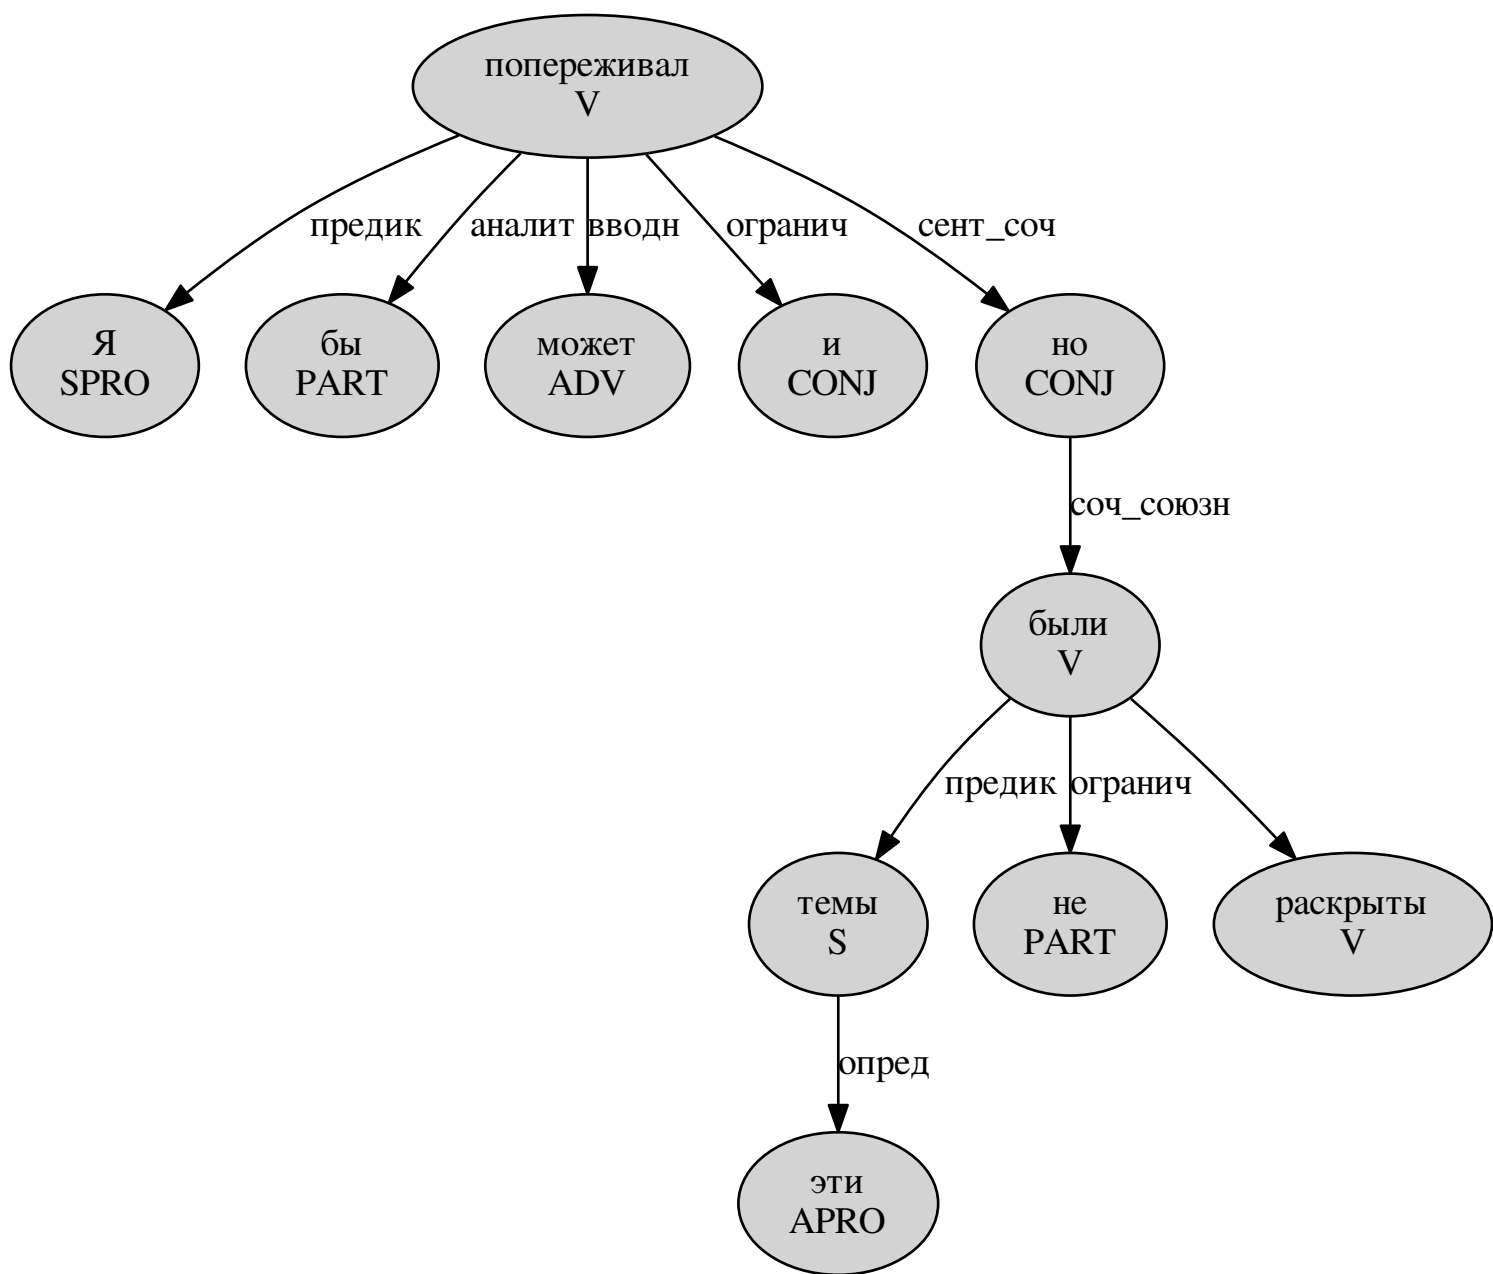 попереживал
V
предик
аналит
вводн
огранич
сент_соч
Я
SPRO
бы
PART
может
ADV
и
CONJ
но
CONJ
соч_союзн
были
V
предик
огранич
темы
S
не
PART
раскрыты
V
опред
эти
APRO